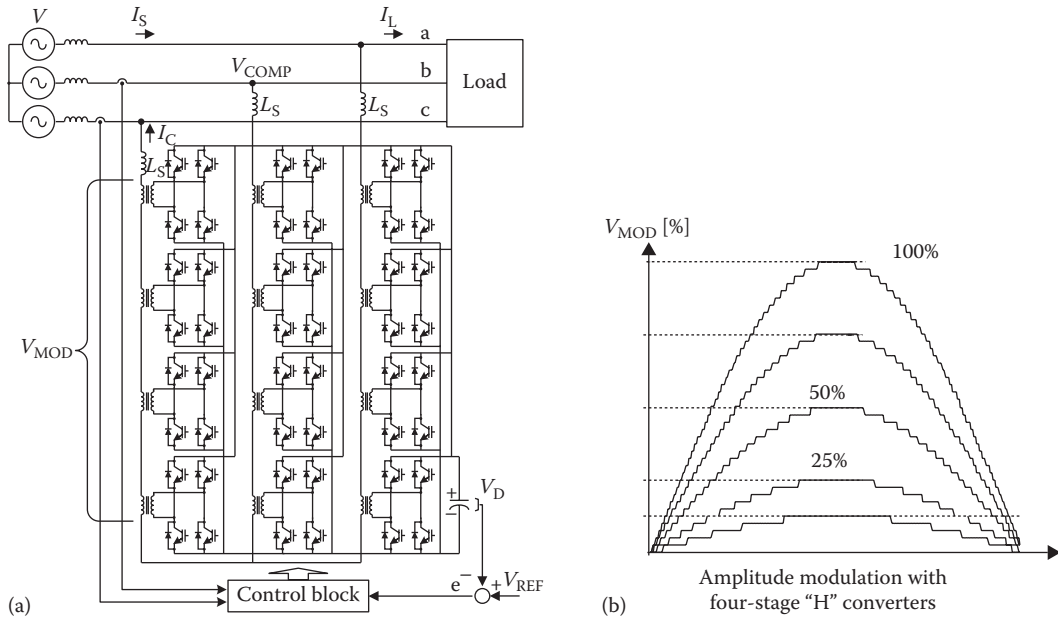 V
I_S
I_L
a
V_COMP
b
Load
L_S
L_S
c
I_C
L_S
V_MOD
+
−
V_D
e−
+
V_REF
Control block
(a)
V_MOD [%]
100%
50%
25%
Amplitude modulation with
four-stage “H” converters
(b)